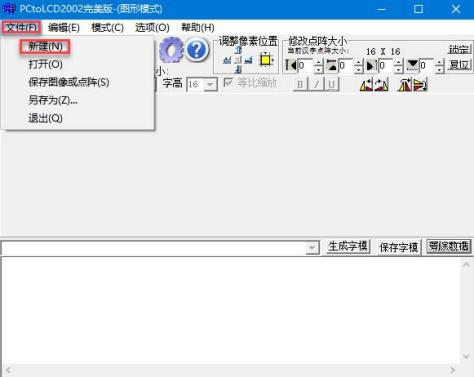 PCtoLCD2002完美版-(图形模式)
文件(F) 编辑(E) 模式(C) 选项(O) 帮助(H)
新建(N)
打开(O)
保存图像或点阵(S)
另存为(Z)...
退出(Q)
调整像素位置
修改点阵大小
当前汉字点阵大小: 16 X 16
锁定
0 0 0 0 复位
小:
字高 16 等比缩放 B / U
生成字模 保存字模 清除数据